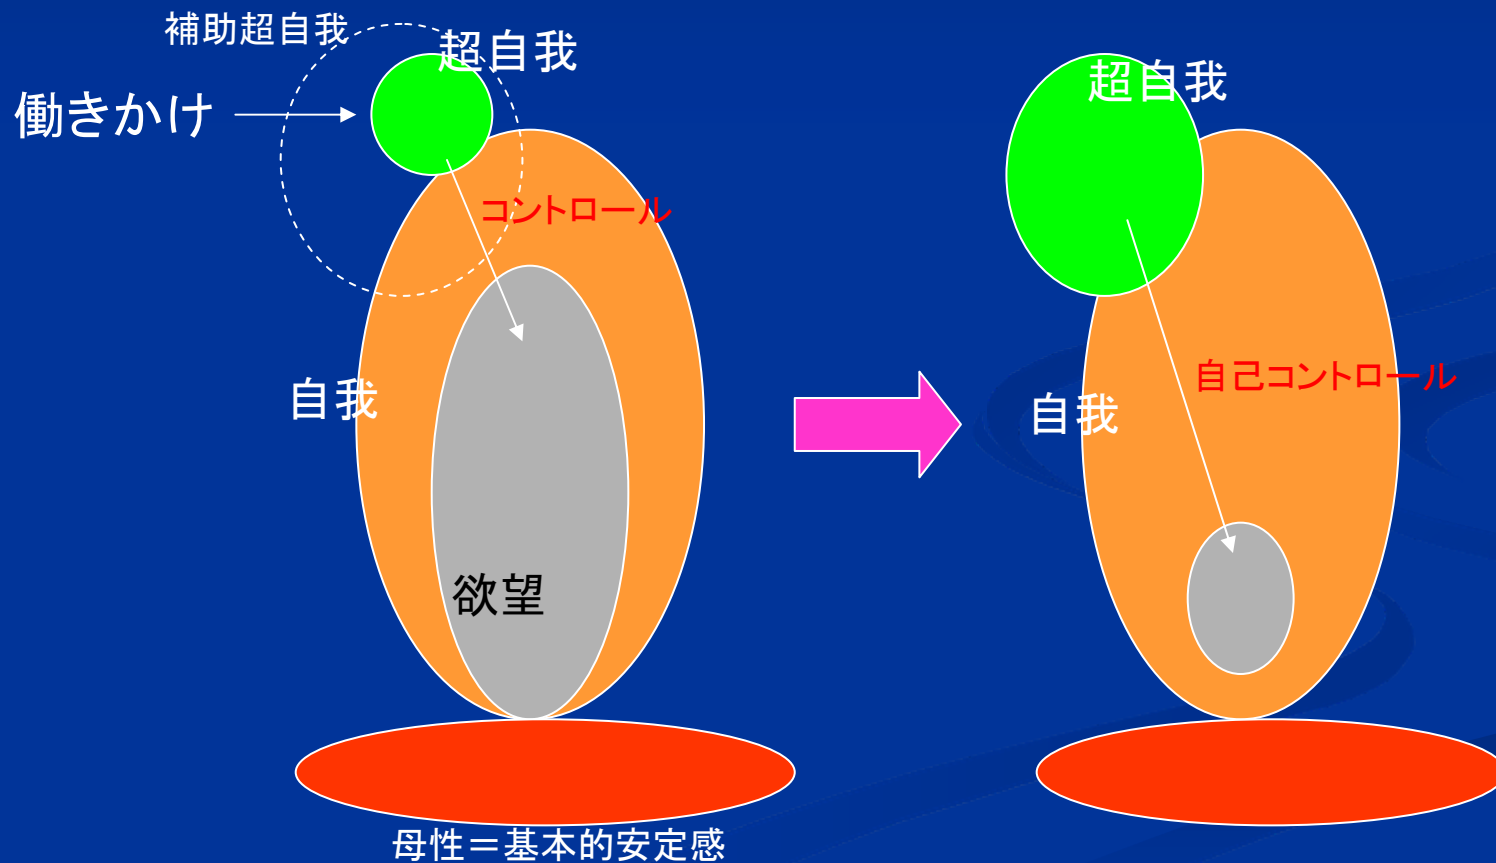 補助超自我
超自我
働きかけ
コントロール
自我
欲望
母性＝基本的安定感
超自我
自己コントロール
自我